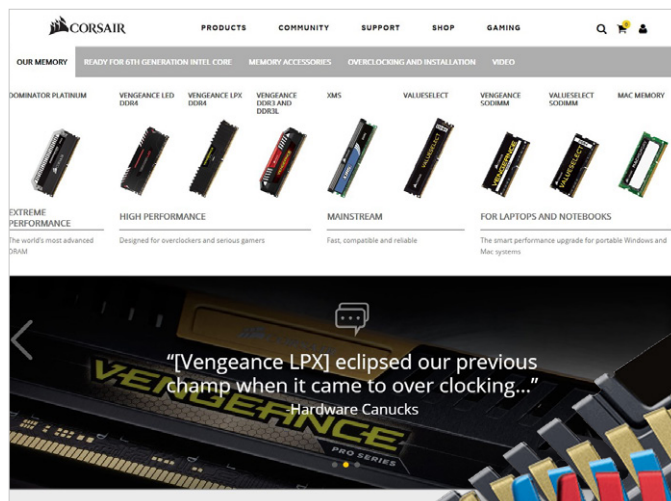 CORSAIR
PRODUCTS COMMUNITY SUPPORT SHOP GAMING
OUR MEMORY READY FOR 6TH GENERATION INTEL CORE MEMORY ACCESSORIES OVERCLOCKING AND INSTALLATION VIDEO
DOMINATOR PLATINUM VENGEANCE LED VENGEANCE LPX VENGEANCE XMS VALUESELECT VENGEANCE VALUESELECT MAC MEMORY
DDR4 DDR4 DDR3 AND SODIMM SODIMM
DDR3L
VALUESELECT
VENGEANCE
VALUESELECT
EXTREME HIGH PERFORMANCE MAINSTREAM FOR LAPTOPS AND NOTEBOOKS
PERFORMANCE
The world's most advanced Designed for overclockers and serious gamers Fast, compatible and reliable The smart performance upgrade for portable Windows and
DRAM Mac systems
“[Vengeance LPX] eclipsed our previous
champ when it came to over clocking...”
-Hardware Canucks
VENGEANCE
PRO SERIES